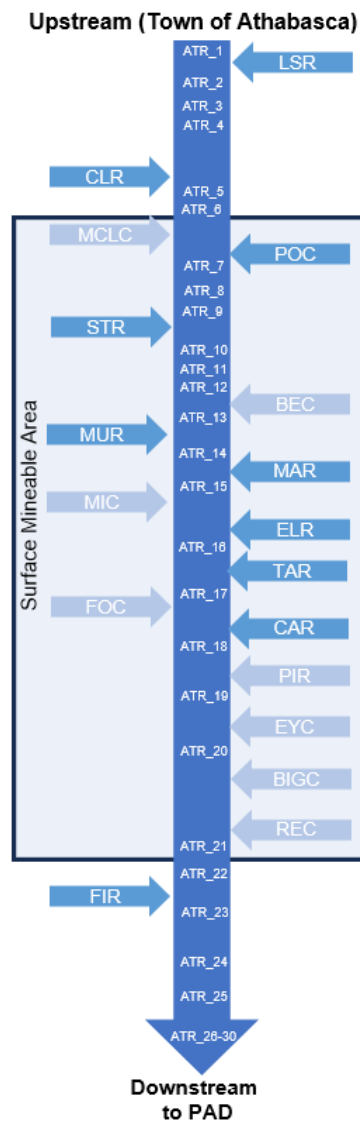 Upstream (Town of Athabasca)
ATR_1
LSR
ATR_2
ATR_3
ATR_4
CLR
ATR_5
ATR_6
MCLC
POC
ATR_7
ATR_8
ATR_9
STR
ATR_10
ATR_11
ATR_12
BEC
ATR_13
MUR
ATR_14
MAR
ATR_15
MIC
ELR
ATR_16
TAR
ATR_17
FOC
CAR
ATR_18
PIR
ATR_19
EYC
ATR_20
BIGC
REC
ATR_21
Surface Mineable Area
ATR_22
FIR
ATR_23
ATR_24
ATR_25
ATR_26-30
Downstream
to PAD